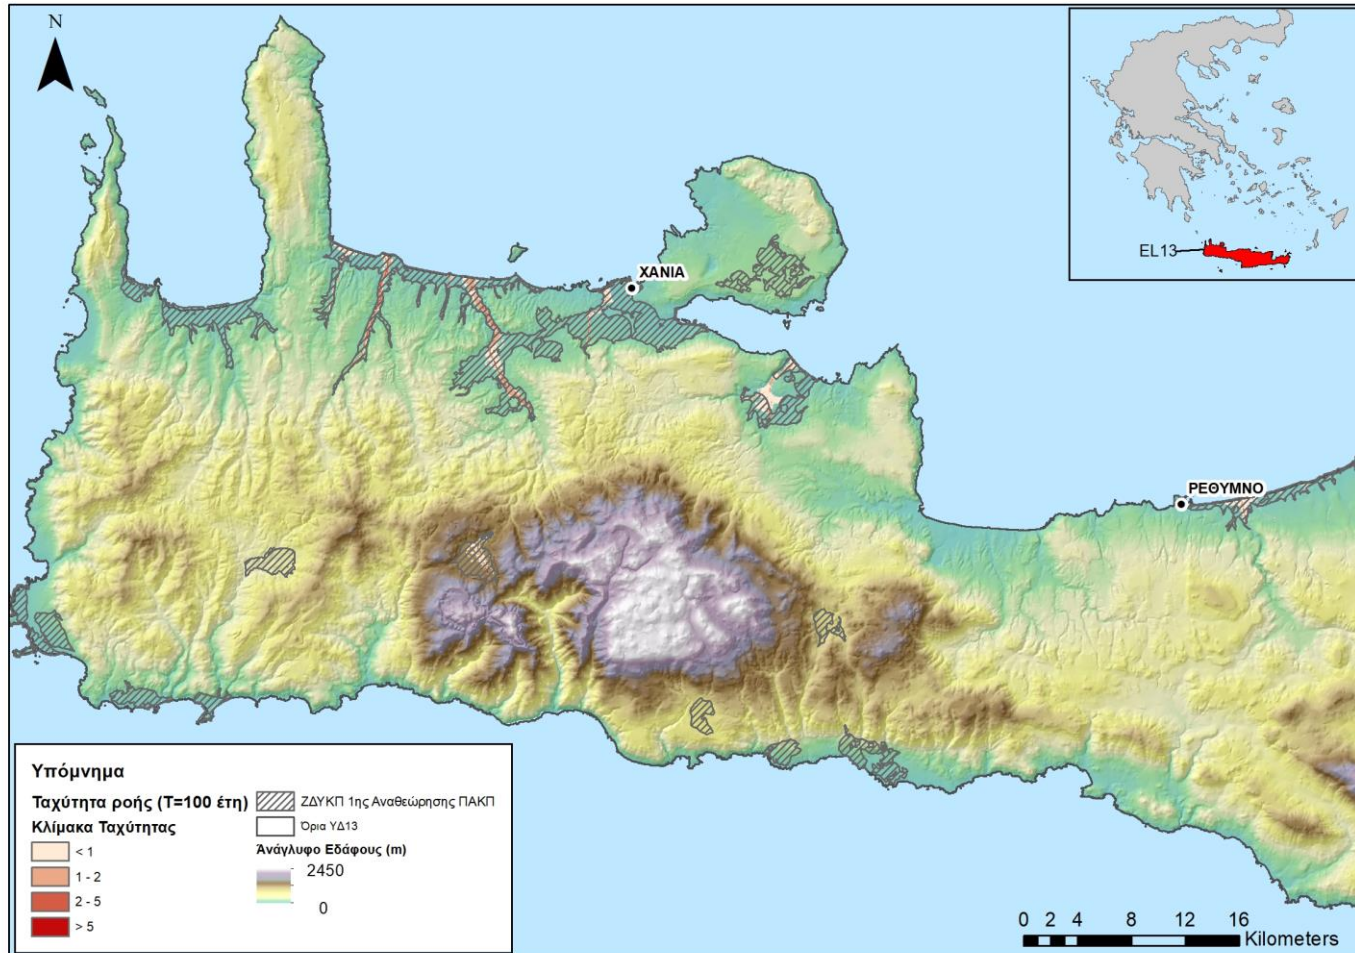 N
EL13
ΧΑΝΙΑ
ΡΕΘΥΜΝΟ
Υπόμνημα
Ταχύτητα ροής (T=100 έτη)
Κλίμακα Ταχύτητας
< 1
1 - 2
2 - 5
> 5
ΖΔΥΚΠ 1ης Αναθεώρησης ΠΑΚΠ
Όρια ΥΔ13
Άνάγλυφο Εδάφους (m)
2450
0
0 2 4 8 12 16
Kilometers